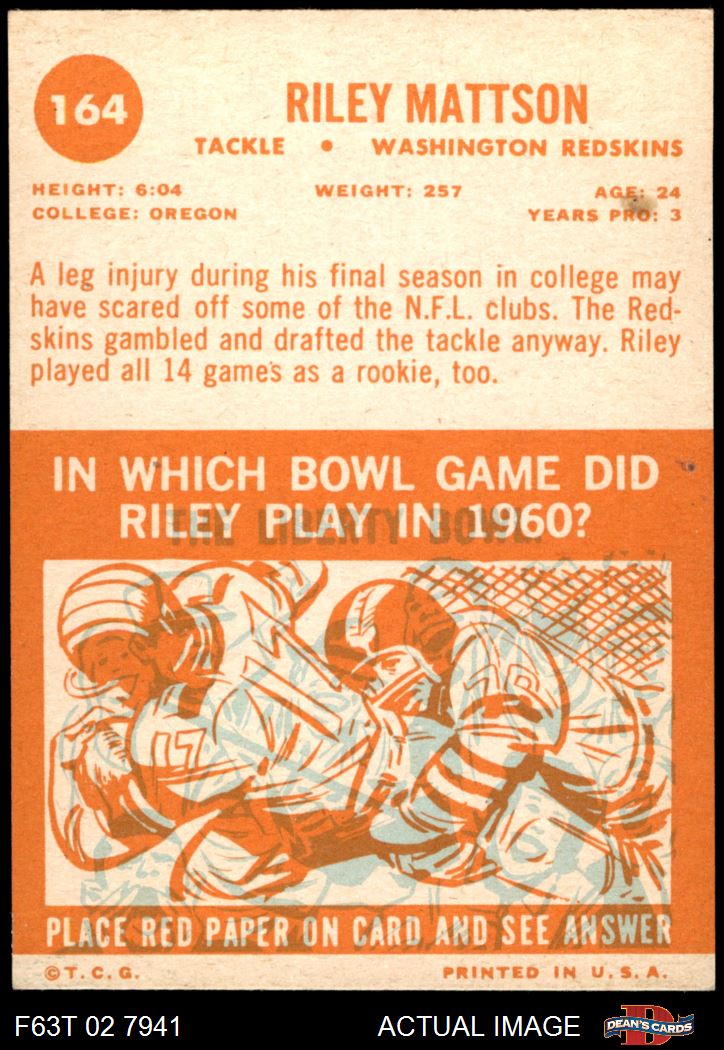 164
RILEY MATTSON
TACKLE • WASHINGTON REDSKINS
HEIGHT: 6:04 WEIGHT: 257 AGE: 24
COLLEGE: OREGON YEARS PRO: 3
A leg injury during his final season in college may
have scared off some of the N.F.L. clubs. The Red-
skins gambled and drafted the tackle anyway. Riley
played all 14 games as a rookie, too.
IN WHICH BOWL GAME DID
RILEY PLAY IN 1960?
THE LIBERTY BOWL.
17
PLACE RED PAPER ON CARD AND SEE ANSWER
©T.C.G. PRINTED IN U.S.A.
F63T 02 7941 ACTUAL IMAGE
D
DEAN'S CARDS